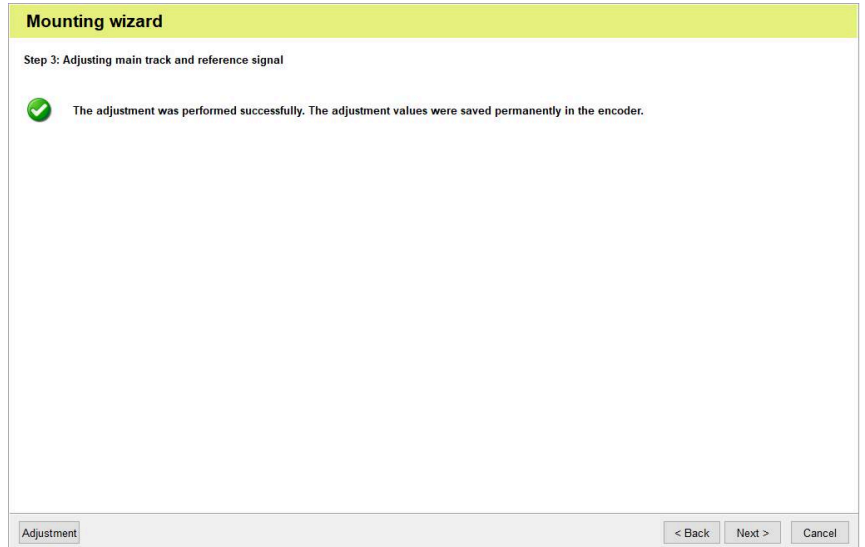 Mounting wizard
Step 3: Adjusting main track and reference signal
The adjustment was performed successfully. The adjustment values were saved permanently in the encoder.
Adjustment
< Back
Next >
Cancel